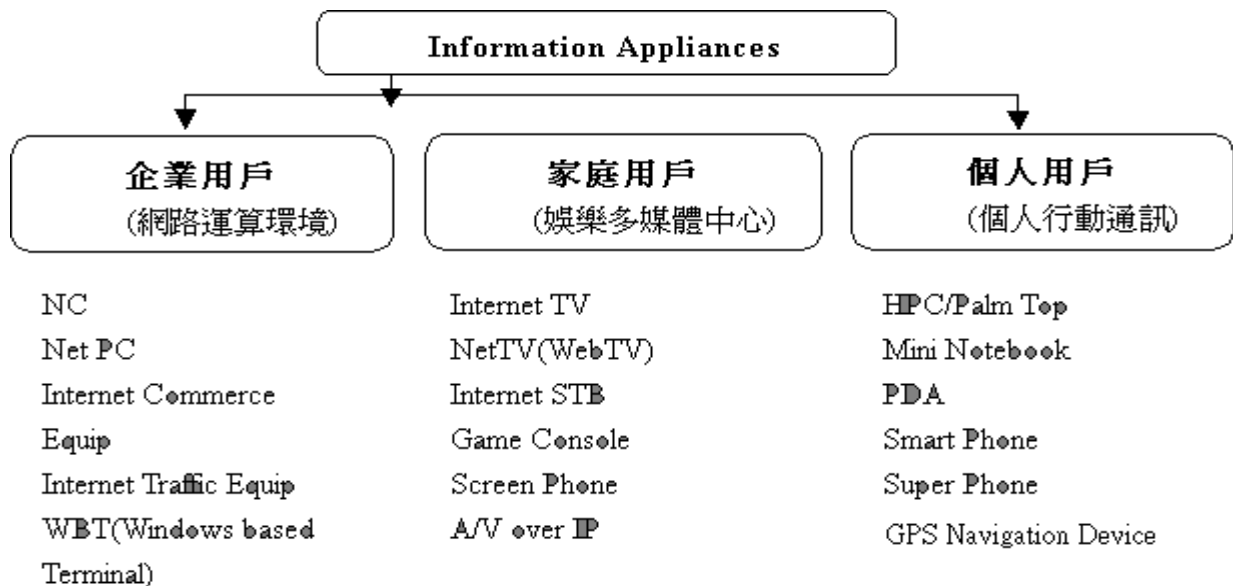 Information Appliances
企業用戶
(網路運算環境)
家庭用戶
(娛樂多媒體中心)
個人用戶
(個人行動通訊)
NC
Net PC
Internet Commerce
Equip
Internet Traffic Equip
WBT(Windows based
Terminal)
Internet TV
NetTV(WebTV)
Internet STB
Game Console
Screen Phone
A/V over IP
HPC/Palm Top
Mini Notebook
PDA
Smart Phone
Super Phone
GPS Navigation Device